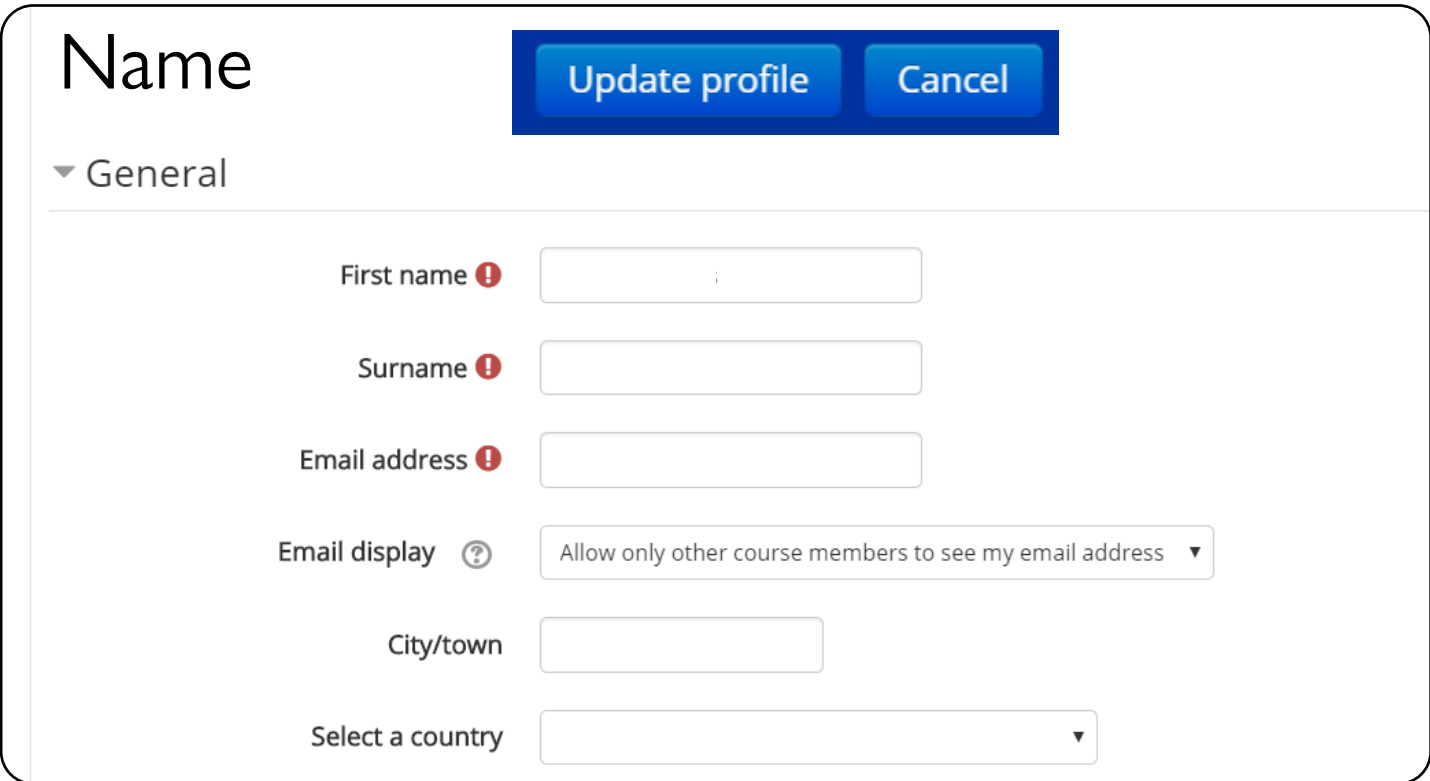 Name
Update profile Cancel
General
First name
Surname
Email address
Email display
Allow only other course members to see my email address
City/town
Select a country